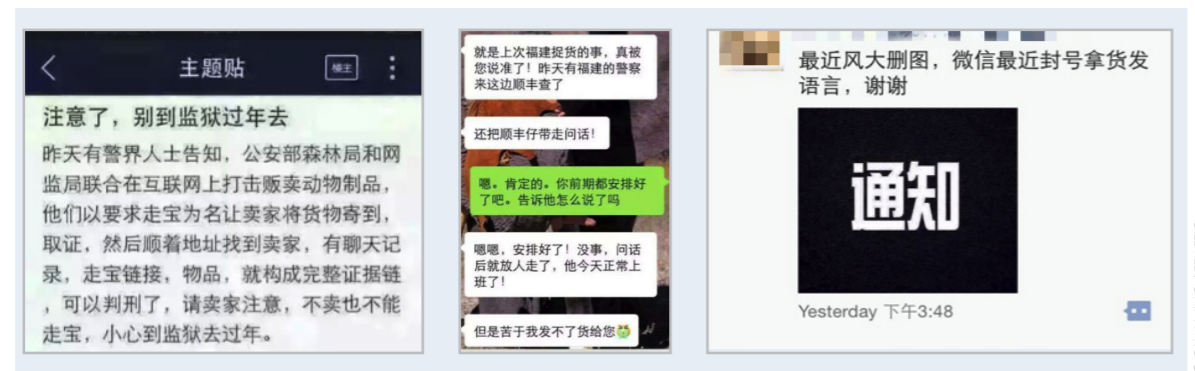 主题贴
楼主
注意了，别到监狱过年去
昨天有警界人士告知，公安部森林局和网
监局联合在互联网上打击贩卖动物制品，
他们以要求走宝为名让卖家将货物寄到，
取证，然后顺着地址找到卖家，有聊天记
录，走宝链接，物品，就构成完整证据链
，可以判刑了，请卖家注意，不卖也不能
走宝，小心到监狱去过年。
就是上次福建捉货的事，真被
您说准了！昨天有福建的警察
来这边顺丰查了
还把顺丰仔带走问话！
嗯。肯定的。你前期都安排好
了吧。告诉他怎么说了吗
嗯嗯，安排好了！没事，问话
后就放人走了，他今天正常上
班了！
但是苦于我发不了货给您
最近风大删图，微信最近封号拿货发
语言，谢谢
通知
Yesterday 下午3:48